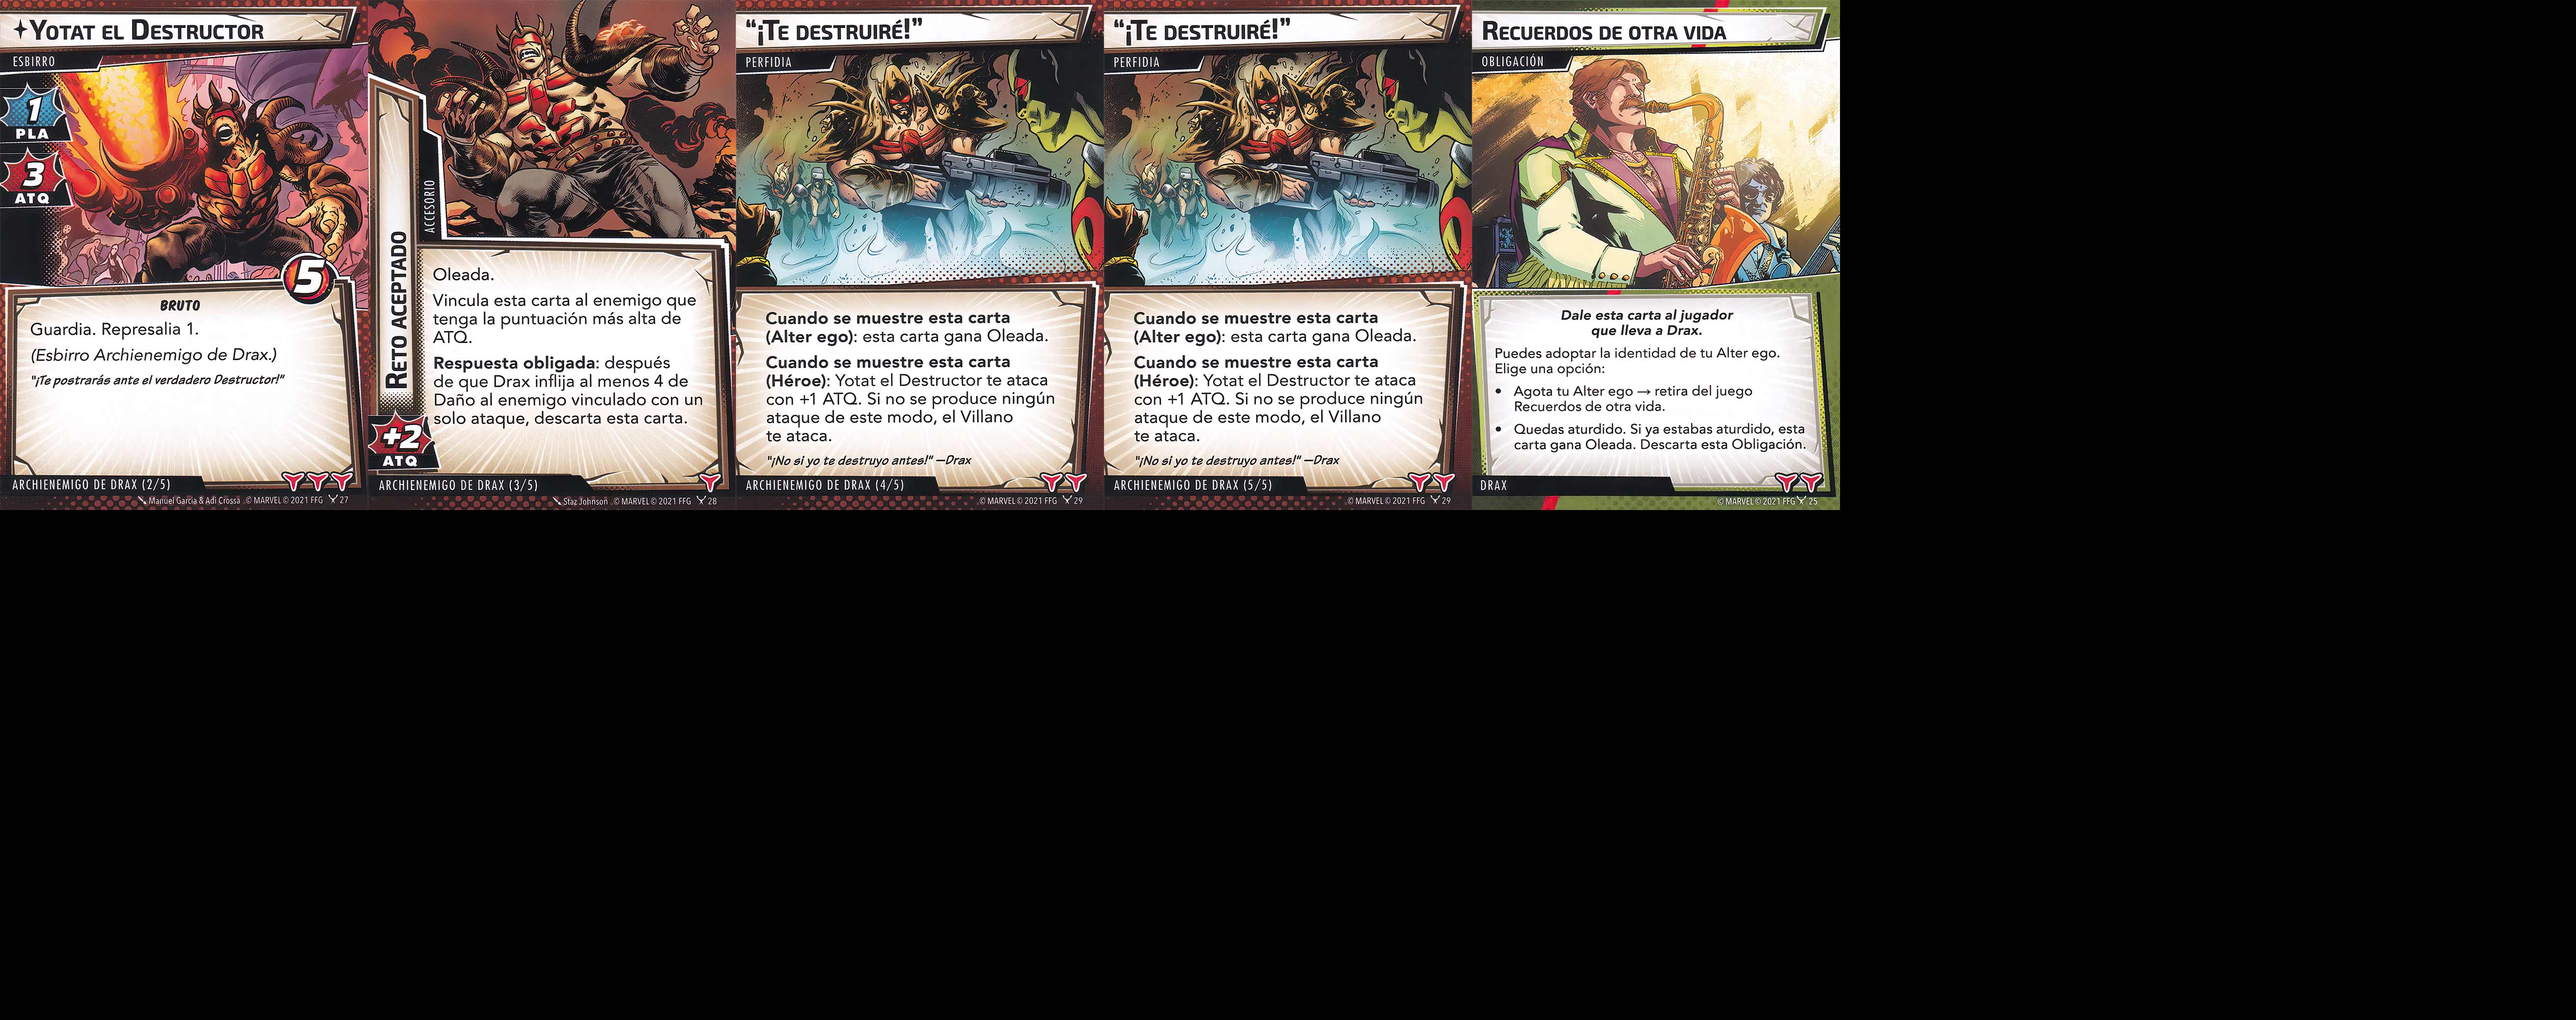 YOTAT EL DESTRUCTOR
ESBIRRO
1
PLA
3
ATQ
5
BRUTO
Guardia. Represalia 1.
(Esbirro Archienemigo de Drax.)
"¡Te postrarás ante el verdadero Destructor!"
ARCHIENEMIGO DE DRAX (2/5)
Manuel Garcia & Adi Crossa .© MARVEL © 2021 FFG 27
RETO ACEPTADO
ACCESORIO
Oleada.
Vincula esta carta al enemigo que
tenga la puntuación más alta de
ATQ.
Respuesta obligada: después
de que Drax inflija al menos 4 de
Daño al enemigo vinculado con un
solo ataque, descarta esta carta.
+2
ATQ
ARCHIENEMIGO DE DRAX (3/5)
Staz Johnson .© MARVEL © 2021 FFG 28
“¡TE DESTRUIRÉ!”
PERFIDIA
Cuando se muestre esta carta
(Alter ego): esta carta gana Oleada.
Cuando se muestre esta carta
(Héroe): Yotat el Destructor te ataca
con +1 ATQ. Si no se produce ningún
ataque de este modo, el Villano
te ataca.
"¡No si yo te destruyo antes!" —Drax
ARCHIENEMIGO DE DRAX (4/5)
.© MARVEL © 2021 FFG 29
“¡TE DESTRUIRÉ!”
PERFIDIA
Cuando se muestre esta carta
(Alter ego): esta carta gana Oleada.
Cuando se muestre esta carta
(Héroe): Yotat el Destructor te ataca
con +1 ATQ. Si no se produce ningún
ataque de este modo, el Villano
te ataca.
"¡No si yo te destruyo antes!" —Drax
ARCHIENEMIGO DE DRAX (5/5)
.© MARVEL © 2021 FFG 29
RECUERDOS DE OTRA VIDA
OBLIGACIÓN
Dale esta carta al jugador
que lleva a Drax.
Puedes adoptar la identidad de tu Alter ego.
Elige una opción:
• Agota tu Alter ego → retira del juego
Recuerdos de otra vida.
• Quedas aturdido. Si ya estabas aturdido, esta
carta gana Oleada. Descarta esta Obligación.
DRAX
© MARVEL © 2021 FFG 25